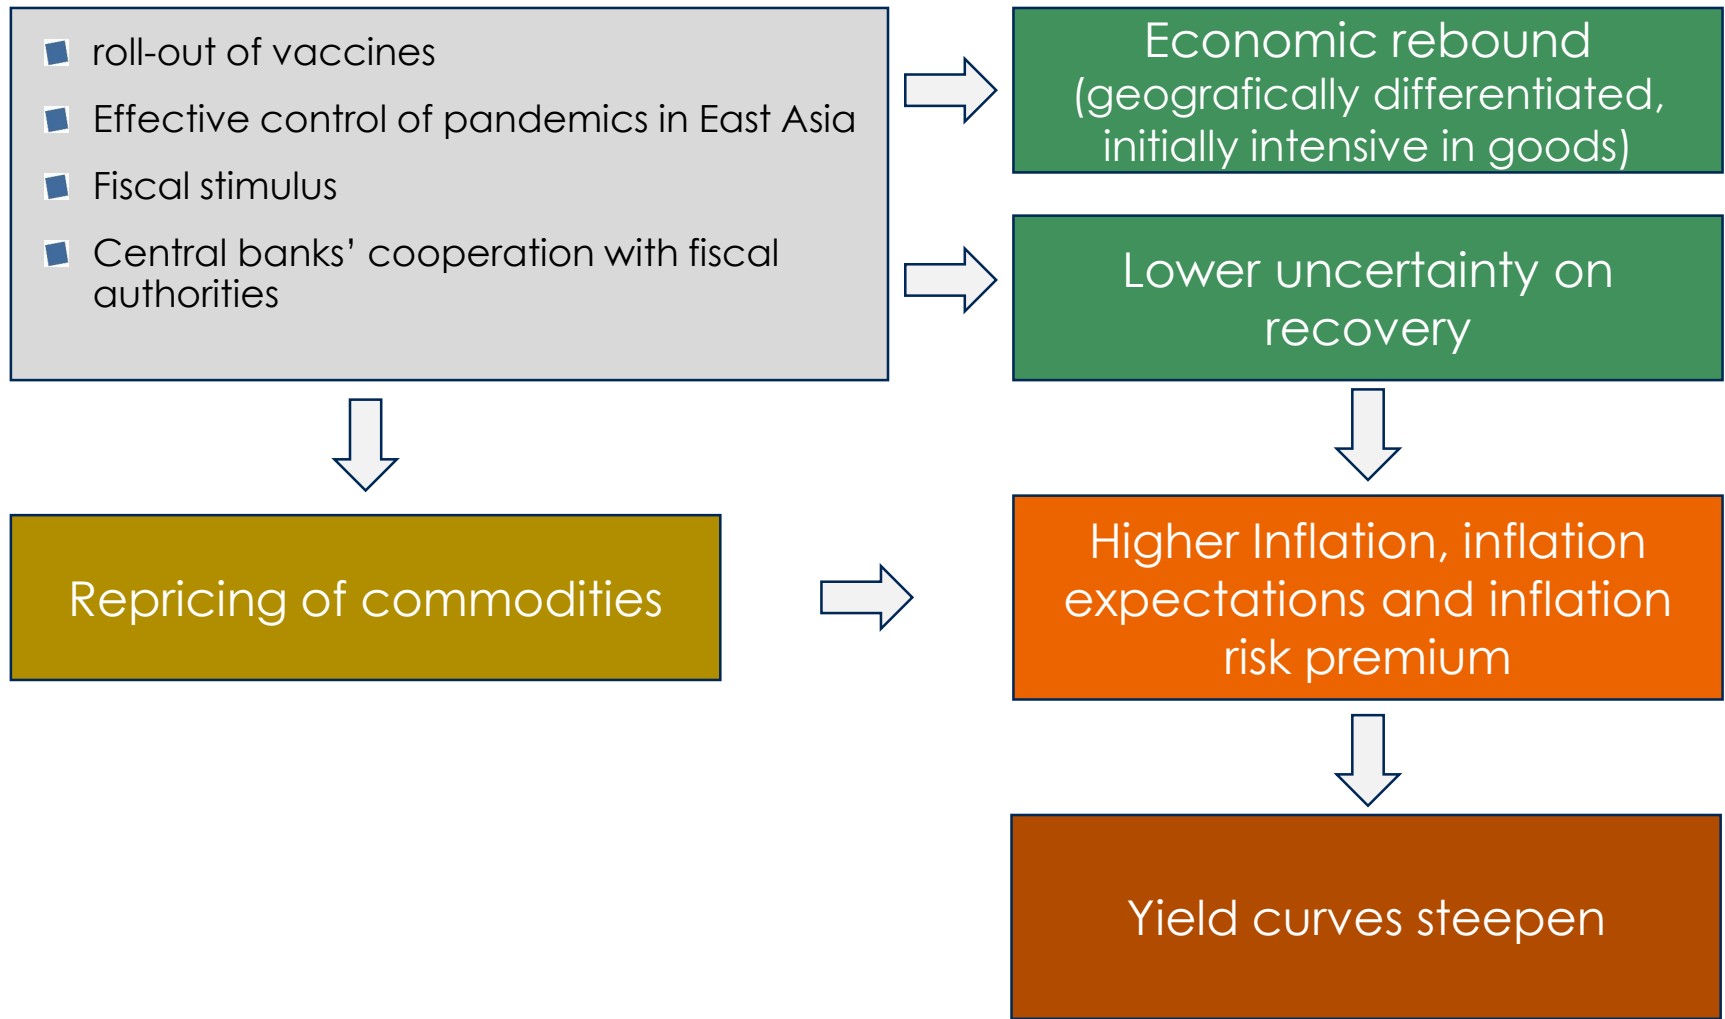 roll-out of vaccines
Effective control of pandemics in East Asia
Fiscal stimulus
Central banks’ cooperation with fiscal
authorities
Economic rebound
(geografically differentiated,
initially intensive in goods)
Lower uncertainty on
recovery
Repricing of commodities
Higher Inflation, inflation
expectations and inflation
risk premium
Yield curves steepen